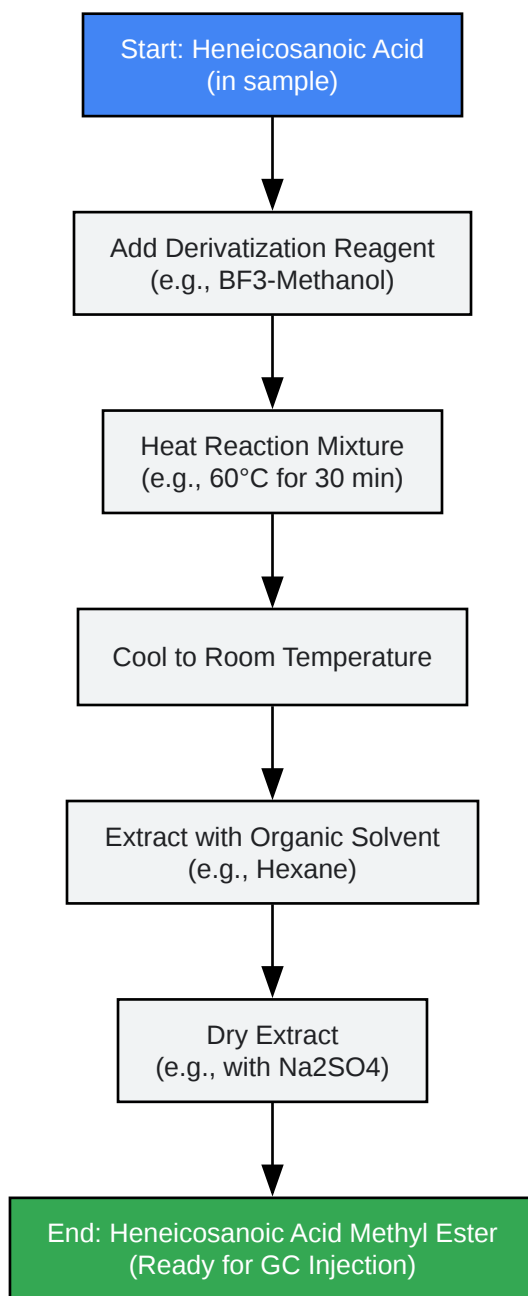 Start: Heneicosanoic Acid
(in sample)
Add Derivatization Reagent
(e.g., BF3-Methanol)
Heat Reaction Mixture
(e.g., 60°C for 30 min)
Cool to Room Temperature
Extract with Organic Solvent
(e.g., Hexane)
Dry Extract
(e.g., with Na2SO4)
End: Heneicosanoic Acid Methyl Ester
(Ready for GC Injection)